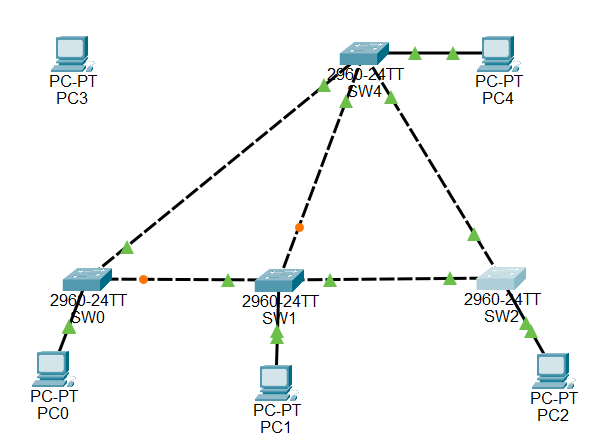 PC-PT
PC3
2960-24TT
SW4
PC-PT
PC4
2960-24TT
SW0
2960-24TT
SW1
2960-24TT
SW2
PC-PT
PC0
PC-PT
PC1
PC-PT
PC2